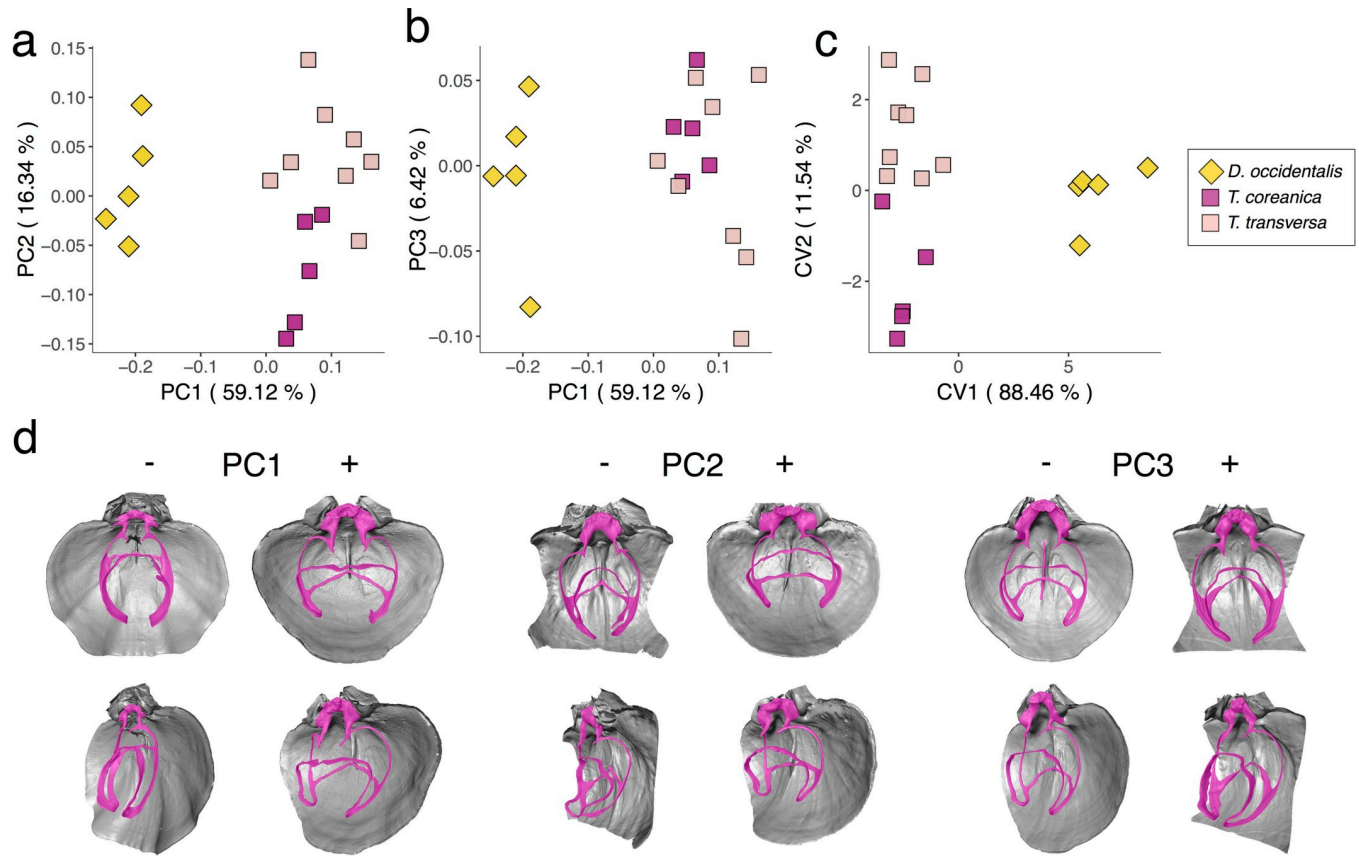 a
0.15
0.10
0.05
0.00
−0.05
−0.10
−0.15
PC2 ( 16.34 % )
−0.2
−0.1
0.0
0.1
PC1 ( 59.12 % )
b
0.05
0.00
−0.05
−0.10
PC3 ( 6.42 % )
−0.2
−0.1
0.0
0.1
PC1 ( 59.12 % )
c
2
0
−2
CV2 ( 11.54 % )
0
5
CV1 ( 88.46 % )
D. occidentalis
T. coreanica
T. transversa
d
- PC1 +
- PC2 +
- PC3 +